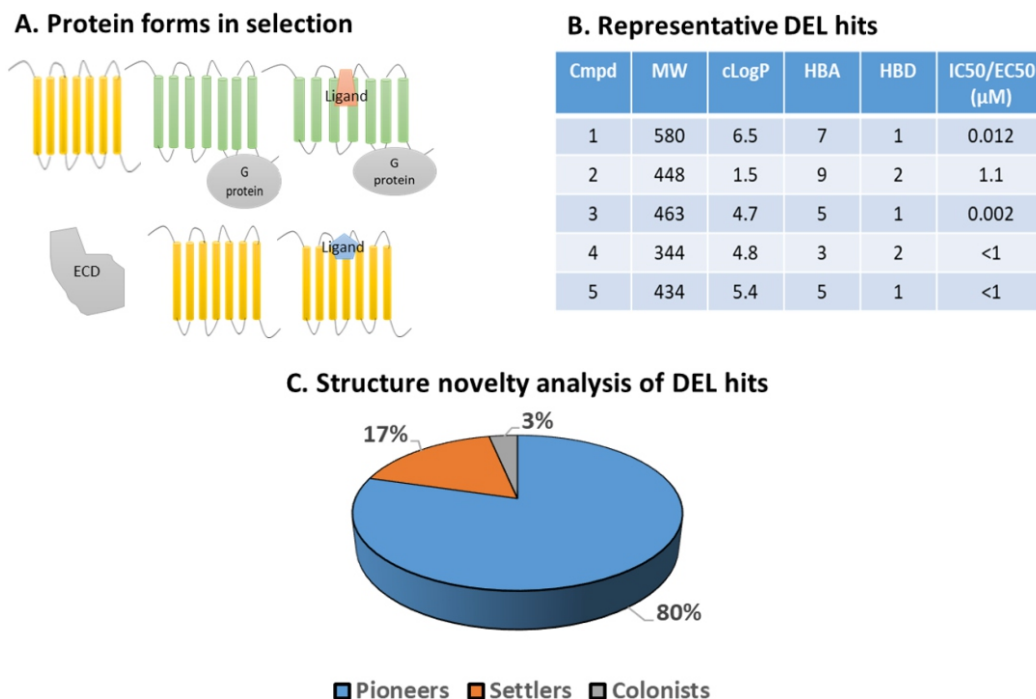 A. Protein forms in selection
Ligand
G
protein
G
protein
ECD
Ligand
B. Representative DEL hits
Cmpd MW cLogP HBA HBD IC50/EC50
(µM)
1 580 6.5 7 1 0.012
2 448 1.5 9 2 1.1
3 463 4.7 5 1 0.002
4 344 4.8 3 2 <1
5 434 5.4 5 1 <1
C. Structure novelty analysis of DEL hits
3%
17%
80%
Pioneers Settlers Colonists